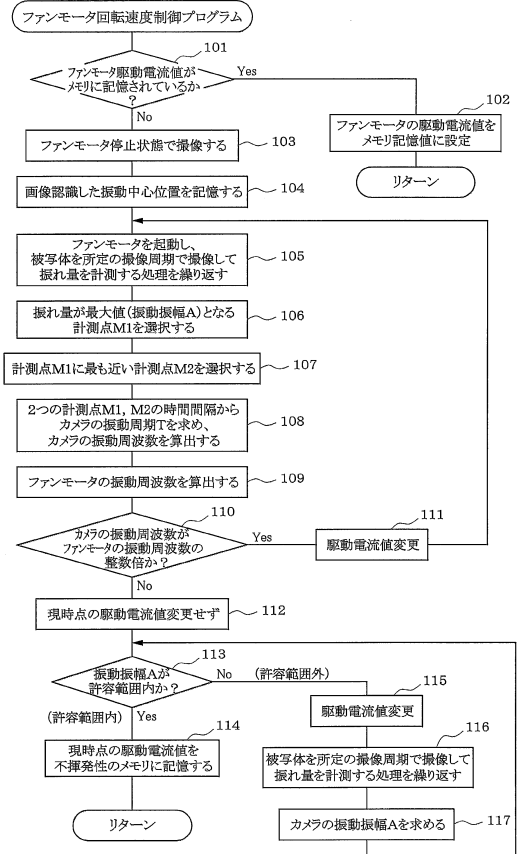 ファンモータ回転速度制御プログラム
101
ファンモータ駆動電流値が
メモリに記憶されているか
?
Yes
No
102
ファンモータの駆動電流値を
メモリ記憶値に設定
リターン
ファンモータ停止状態で撮像する
103
画像認識した振動中心位置を記憶する
104
ファンモータを起動し、
被写体を所定の撮像周期で撮像して
振れ量を計測する処理を繰り返す
105
振れ量が最大値(振動振幅A)となる
計測点M1を選択する
106
計測点M1に最も近い計測点M2を選択する
107
2つの計測点M1, M2の時間間隔から
カメラの振動周期Tを求め、
カメラの振動周波数を算出する
108
ファンモータの振動周波数を算出する
109
110
カメラの振動周波数が
ファンモータの振動周波数の
整数倍か?
Yes
No
111
駆動電流値変更
現時点の駆動電流値変更せず
112
113
振動振幅Aが
許容範囲内か?
No (許容範囲外)
(許容範囲内) Yes
114
現時点の駆動電流値を
不揮発性のメモリに記憶する
リターン
115
駆動電流値変更
116
被写体を所定の撮像周期で撮像して
振れ量を計測する処理を繰り返す
カメラの振動振幅Aを求める
117